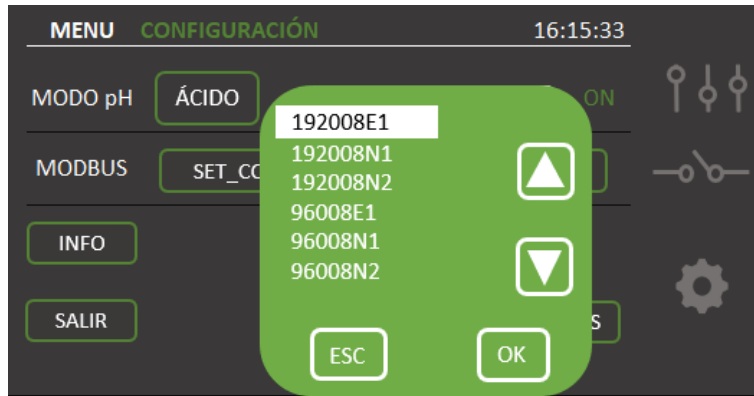 MENU CONFIGURACIÓN 16:15:33
MODO pH ÁCIDO ON
192008E1
192008N1
MODBUS SET_CC
192008N2
96008E1
INFO 96008N1
96008N2
SALIR S
ESC OK